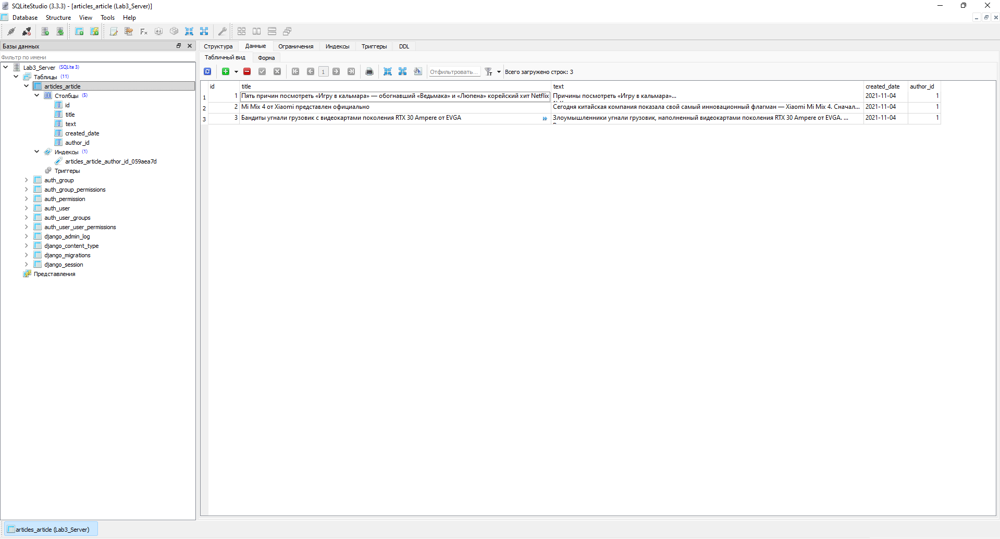 SQLiteStudio (3.3.3) - [articles_article (Lab3_Server)]
Database Structure View Tools Help
Базы данных
Фильтр по имени
Lab3_Server (SQLite 3)
Таблицы (11)
articles_article
Столбцы (5)
id
title
text
created_date
author_id
Индексы (1)
articles_article_author_id_059aea7d
Триггеры
auth_group
auth_group_permissions
auth_permission
auth_user
auth_user_groups
auth_user_user_permissions
django_admin_log
django_content_type
django_migrations
django_session
Представления
Структура Данные Ограничения Индексы Триггеры DDL
Табличный вид Форма
1 Отфильтровать... Всего загружено строк: 3
id title text created_date author_id
1 1 Пять причин посмотреть «Игру в кальмара» — обогнавший «Ведьмака» и «Люпена» корейский хит Netflix Причины посмотреть «Игру в кальмара»... 2021-11-04 1
2 2 Mi Mix 4 от Xiaomi представлен официально Сегодня китайская компания показала свой самый инновационный флагман — Xiaomi Mi Mix 4. Сначал... 2021-11-04 1
3 3 Бандиты угнали грузовик с видеокартами поколения RTX 30 Ampere от EVGA Злоумышленники угнали грузовик, наполненный видеокартами поколения RTX 30 Ampere от EVGA. ... 2021-11-04 1
articles_article (Lab3_Server)